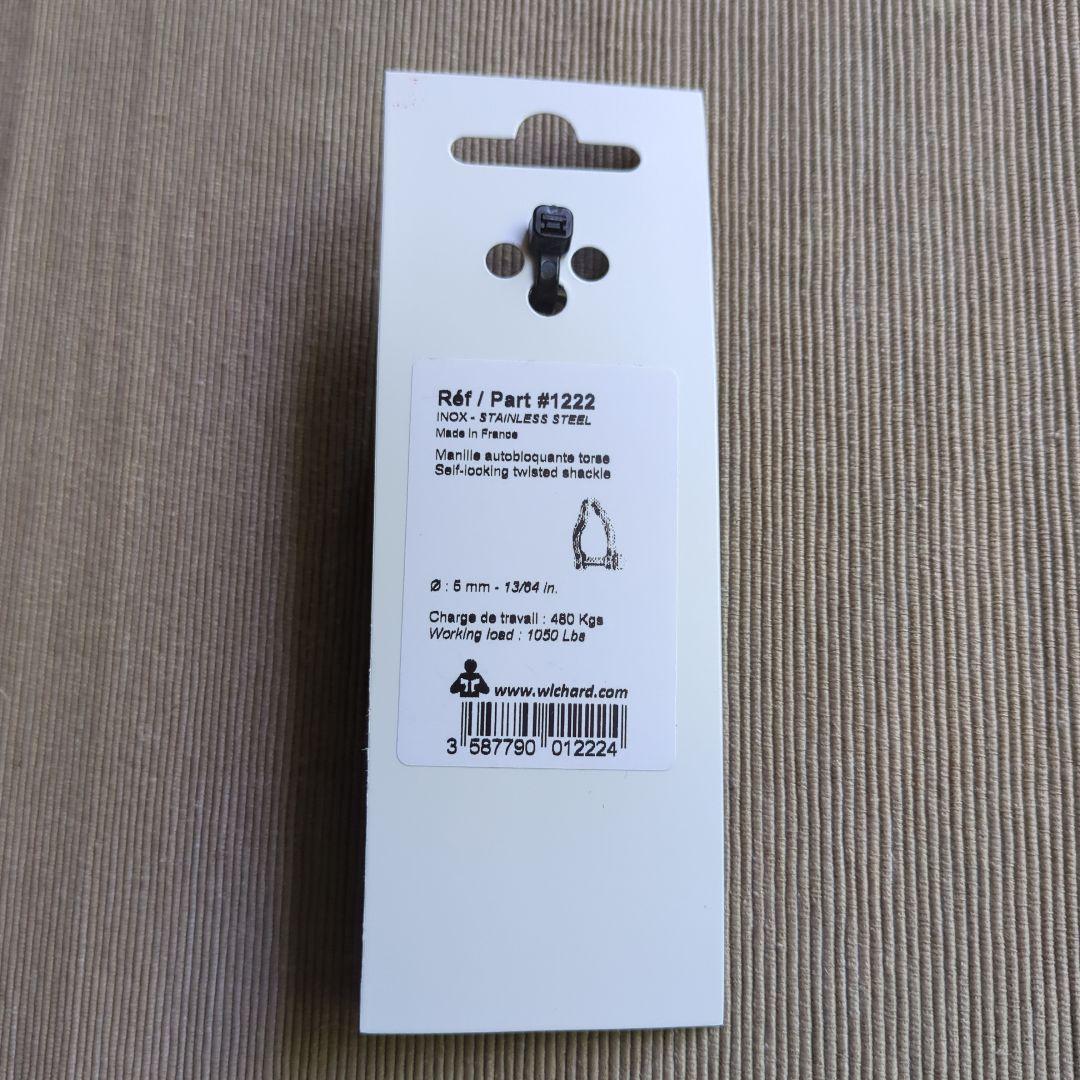 Réf / Part #1222
INOX - STAINLESS STEEL
Made in France
Manille autobloquante torse
Self-locking twisted shackle
Ø : 5 mm - 13/64 in.
Charge de travail : 480 Kgs
Working load : 1050 Lbs
www.wichard.com
3 587790 012224